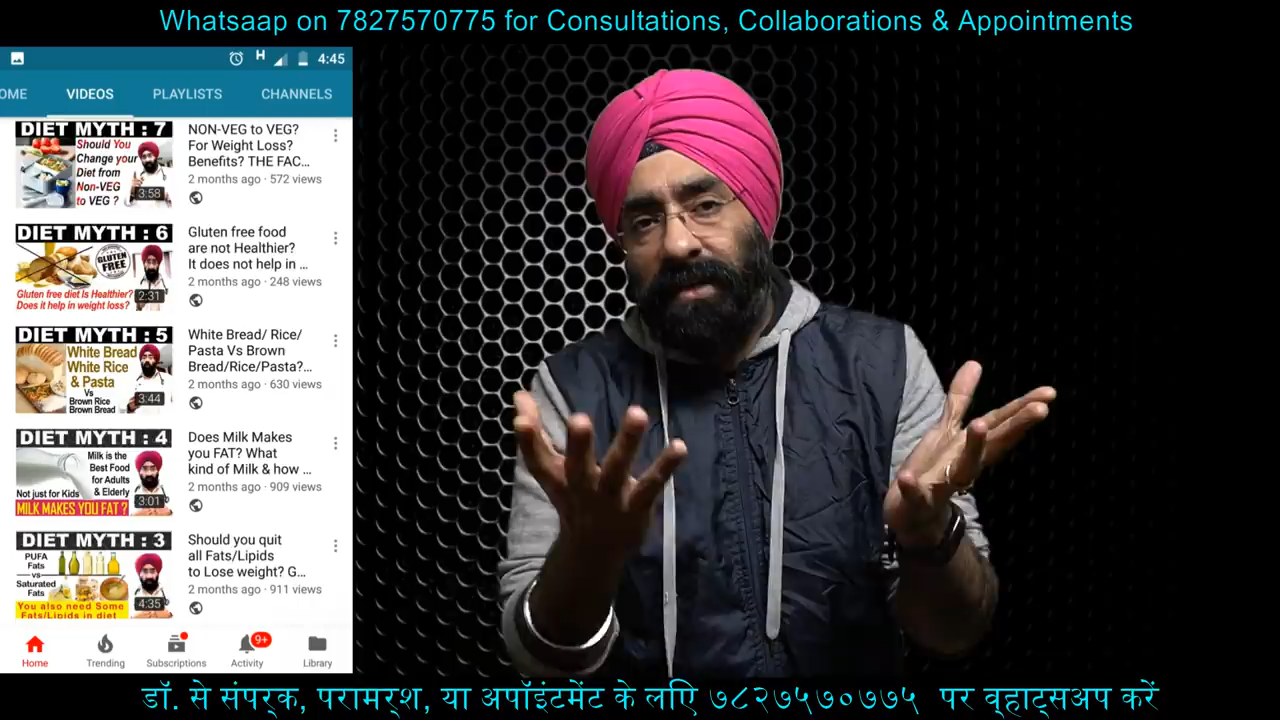 Whatsaap on 7827570775 for Consultations, Collaborations & Appointments
H
4:45
OME
VIDEOS
PLAYLISTS
CHANNELS
DIET MYTH : 7
Should You
Change your
Diet from
Non-VEG
to VEG ?
3:58
NON-VEG to VEG?
For Weight Loss?
Benefits? THE FAC...
2 months ago · 572 views
DIET MYTH : 6
GLUTEN
FREE
Gluten free diet Is Healthier?
Does it help in weight loss?
2:31
Gluten free food
are not Healthier?
It does not help in ...
2 months ago · 248 views
DIET MYTH : 5
White Bread
White Rice
& Pasta
Vs
Brown Rice
Brown Bread
3:44
White Bread/ Rice/
Pasta Vs Brown
Bread/Rice/Pasta?...
2 months ago · 630 views
DIET MYTH : 4
Milk is the
Best Food
for Adults
& Elderly
Not just for Kids
MILK MAKES YOU FAT ?
3:01
Does Milk Makes
you FAT? What
kind of Milk & how ...
2 months ago · 909 views
DIET MYTH : 3
PUFA
Fats
vs
Saturated
Fats
You also need Some
Fats/Lipids in diet
4:35
Should you quit
all Fats/Lipids
to Lose weight? G...
2 months ago · 911 views
9+
Home
Trending
Subscriptions
Activity
Library
डॉ. से संपर्क, परामर्श, या अपॉइंटमेंट के लिए ७८२७५७०७७५ पर व्हाट्सअप करें